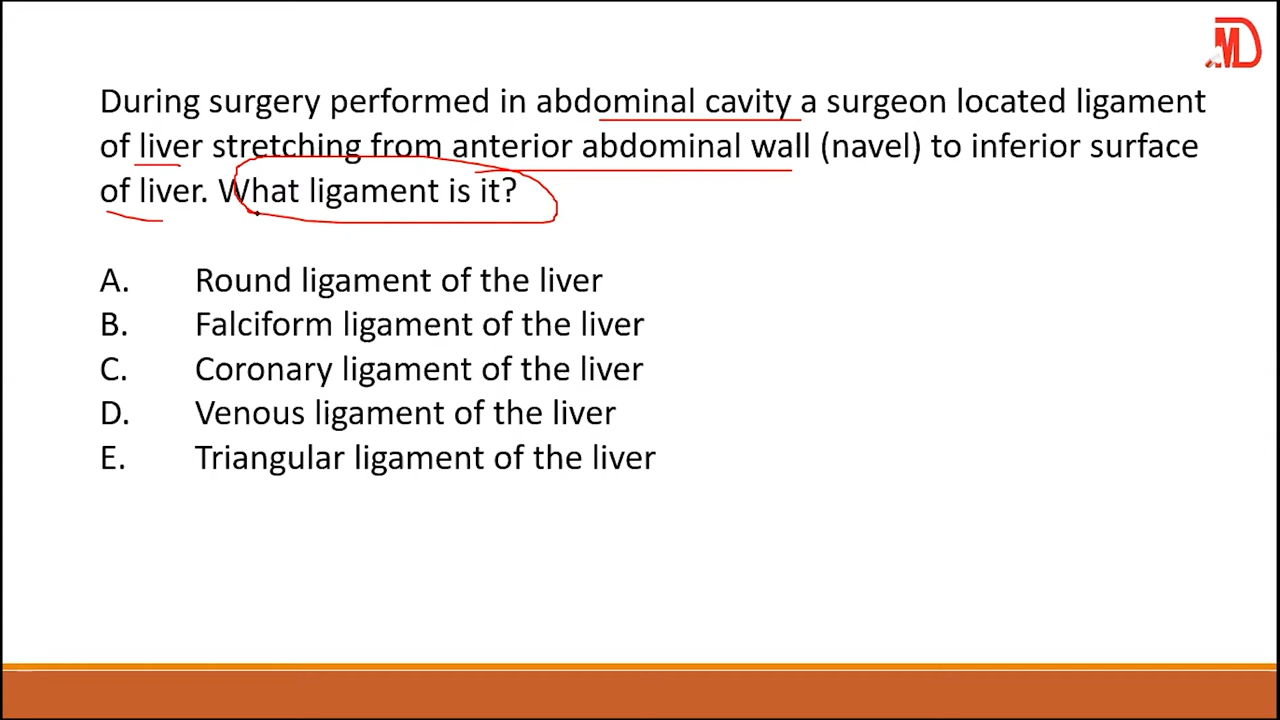 MD
During surgery performed in abdominal cavity a surgeon located ligament
of liver stretching from anterior abdominal wall (navel) to inferior surface
of liver. What ligament is it?
A. Round ligament of the liver
B. Falciform ligament of the liver
C. Coronary ligament of the liver
D. Venous ligament of the liver
E. Triangular ligament of the liver